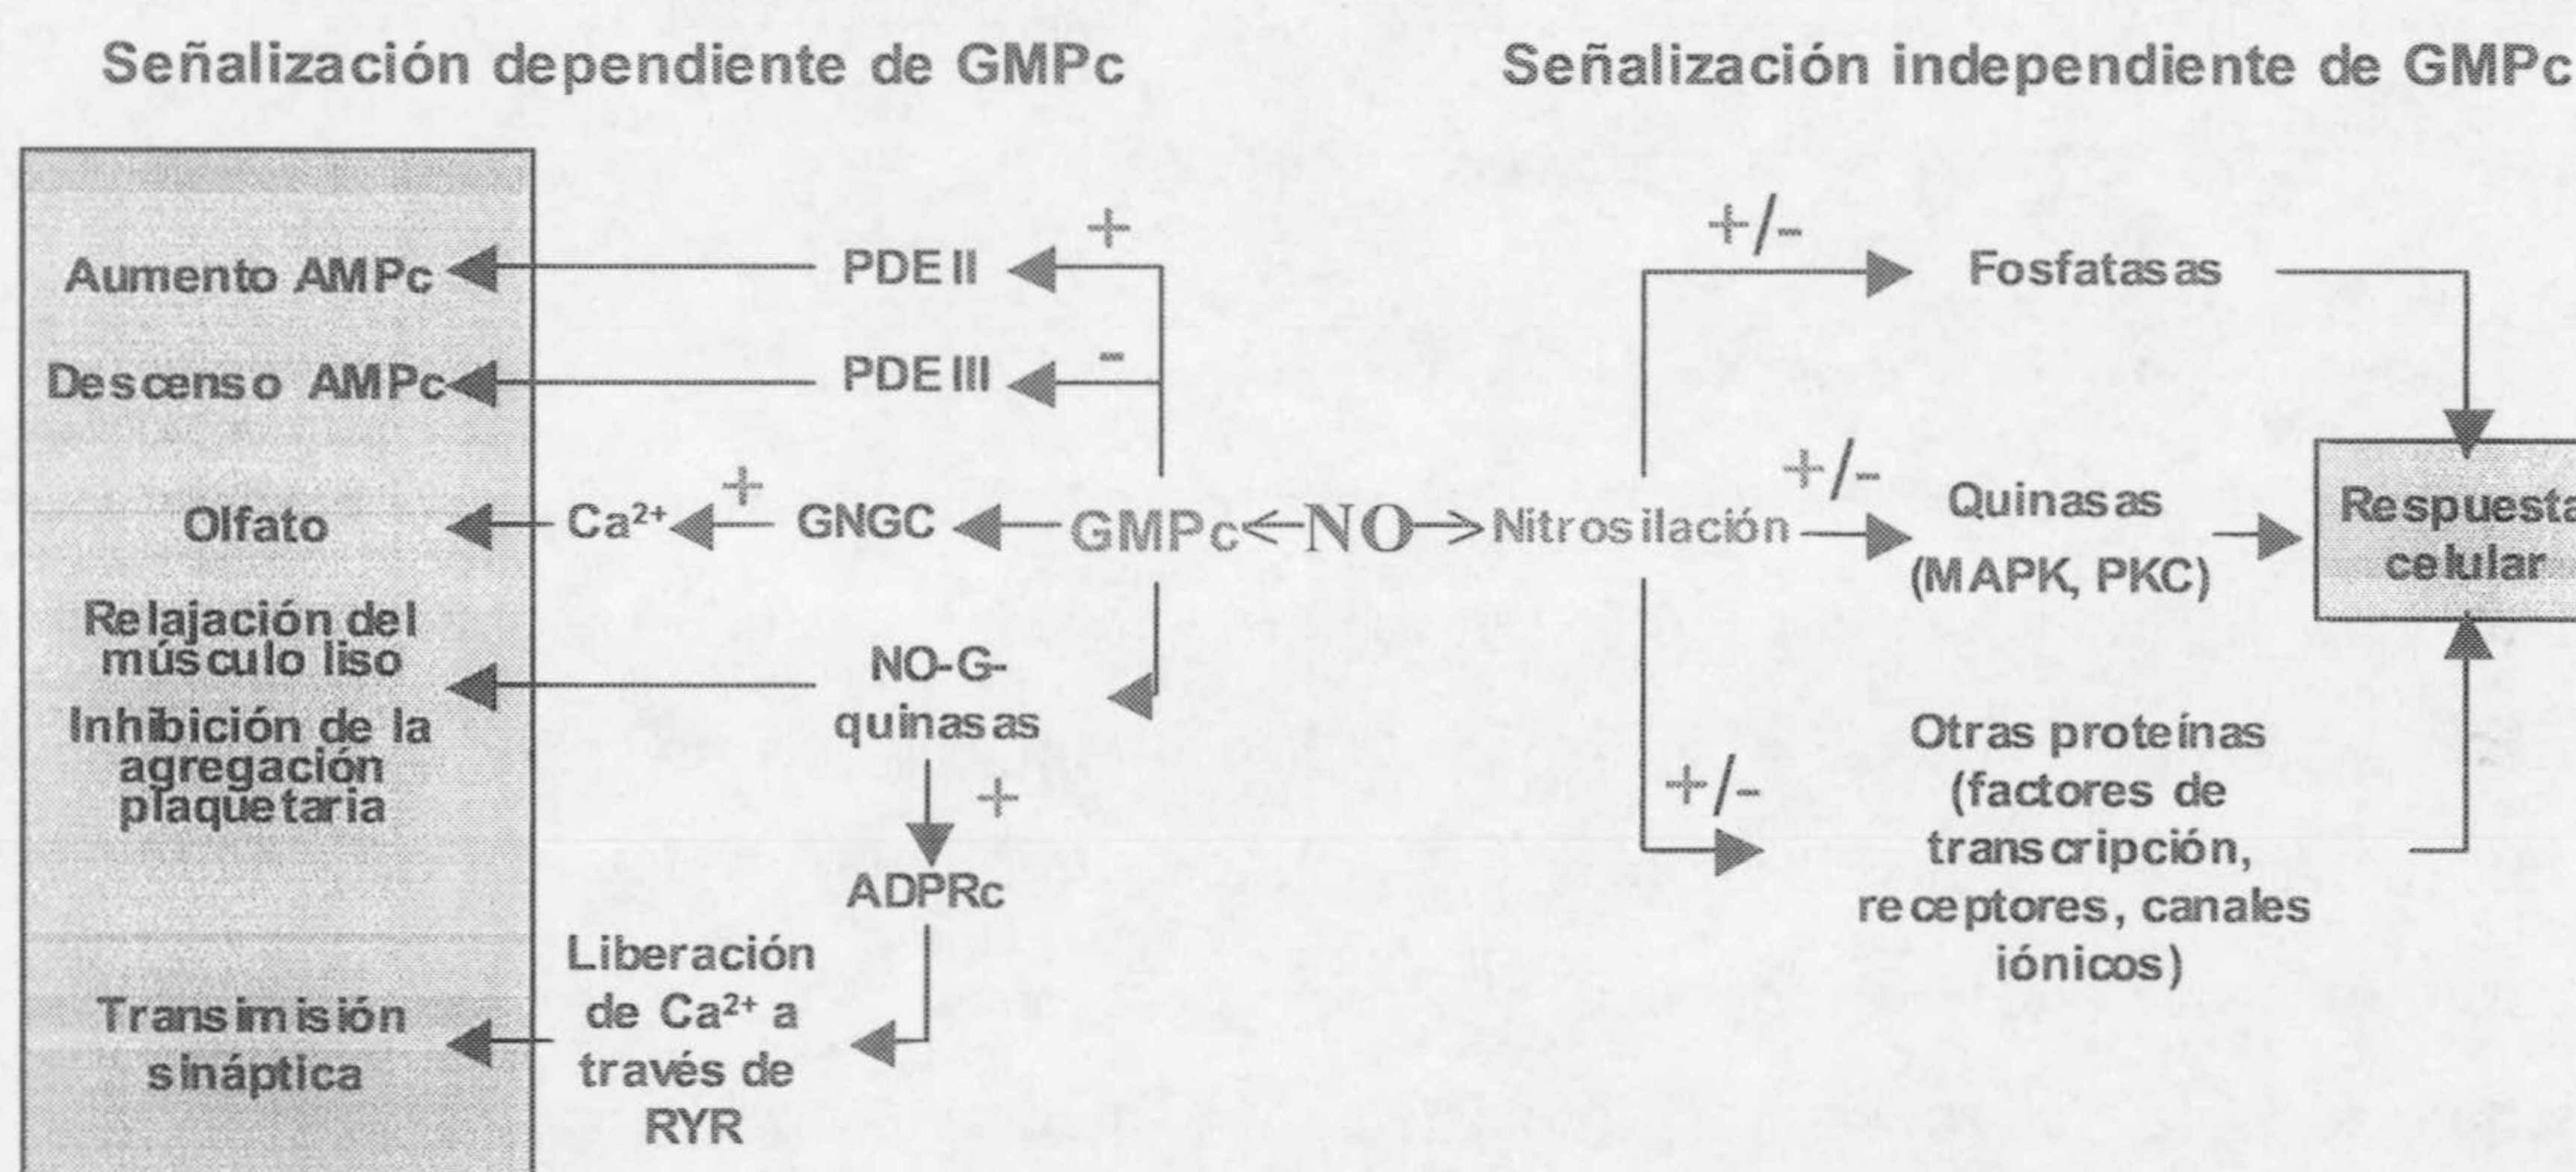 Señalización dependiente de GMPc
Señalización independiente de GMPc
Aumento AMPc
PDE II
+
Descenso AMPc
PDE III
-
Olfato
Ca²⁺
+
GNGC
GMPc
NO
Nitrosilación
Relajación del
músculo liso
Inhibición de la
agregación
plaquetaria
NO-G-
quinasas
+
ADPRc
Liberación
de Ca²⁺ a
través de
RYR
Transimisión
sináptica
+/-
Fosfatasas
+/-
Quinasas
(MAPK, PKC)
+/-
Otras proteínas
(factores de
transcripción,
receptores, canales
iónicos)
Respuesta
celular